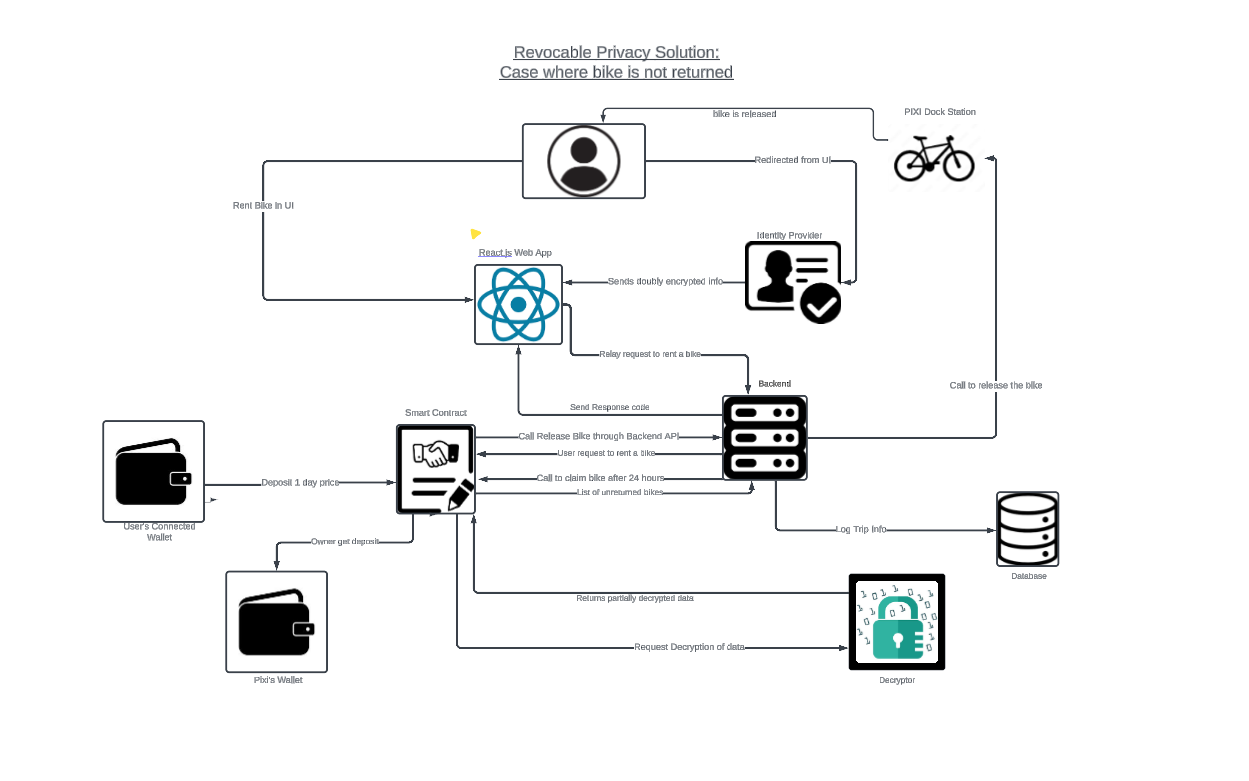 Revocable Privacy Solution:
Case where bike is not returned
bike is released
PIXI Dock Station
Redirected from UI
Rent Bike in UI
Identity Provider
React.js Web App
Sends doubly encrypted info
Relay request to rent a bike
Backend
Call to release the bike
Send Response code
Smart Contract
Call Release Bike through Backend API
User request to rent a bike
Call to claim bike after 24 hours
Deposit 1 day price
List of unreturned bikes
User's Connected
Wallet
Log Trip Info
Owner get deposit
Database
Returns partially decrypted data
Request Decryption of data
Pixi's Wallet
Decryptor